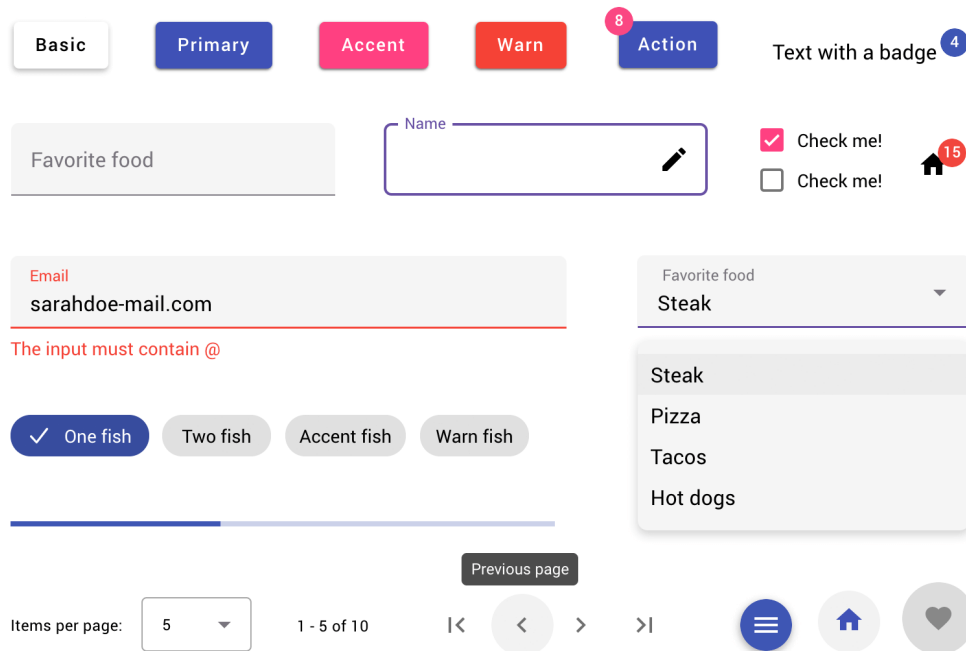 Basic
Primary
Accent
Warn
8
Action
Text with a badge
4
Favorite food
Name
Check me!
15
Check me!
Email
sarahdoe-mail.com
The input must contain @
Favorite food
Steak
Steak
Pizza
Tacos
Hot dogs
One fish
Two fish
Accent fish
Warn fish
Previous page
Items per page:
5
1 - 5 of 10